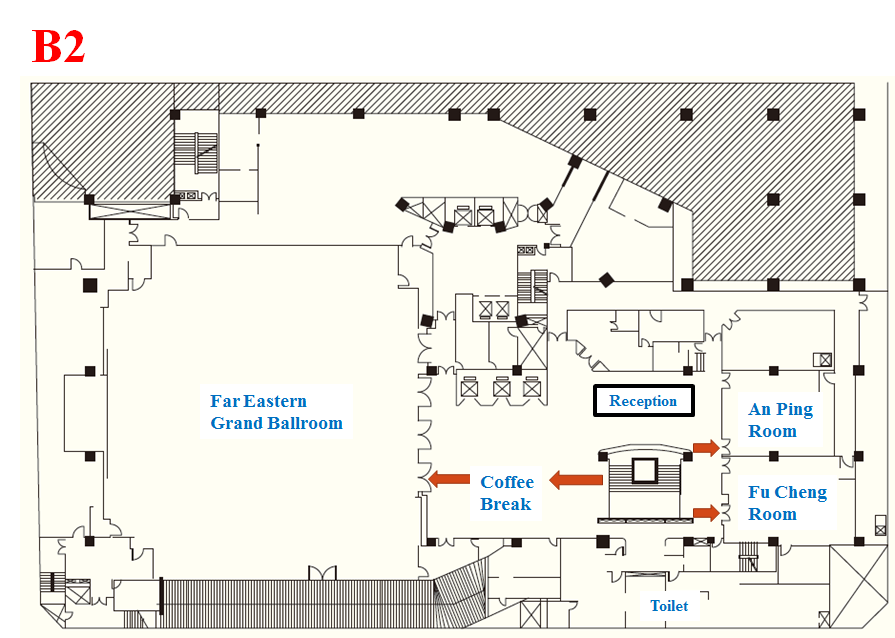 B2
Far Eastern
Grand Ballroom
Reception
An Ping
Room
Coffee
Break
Fu Cheng
Room
Toilet